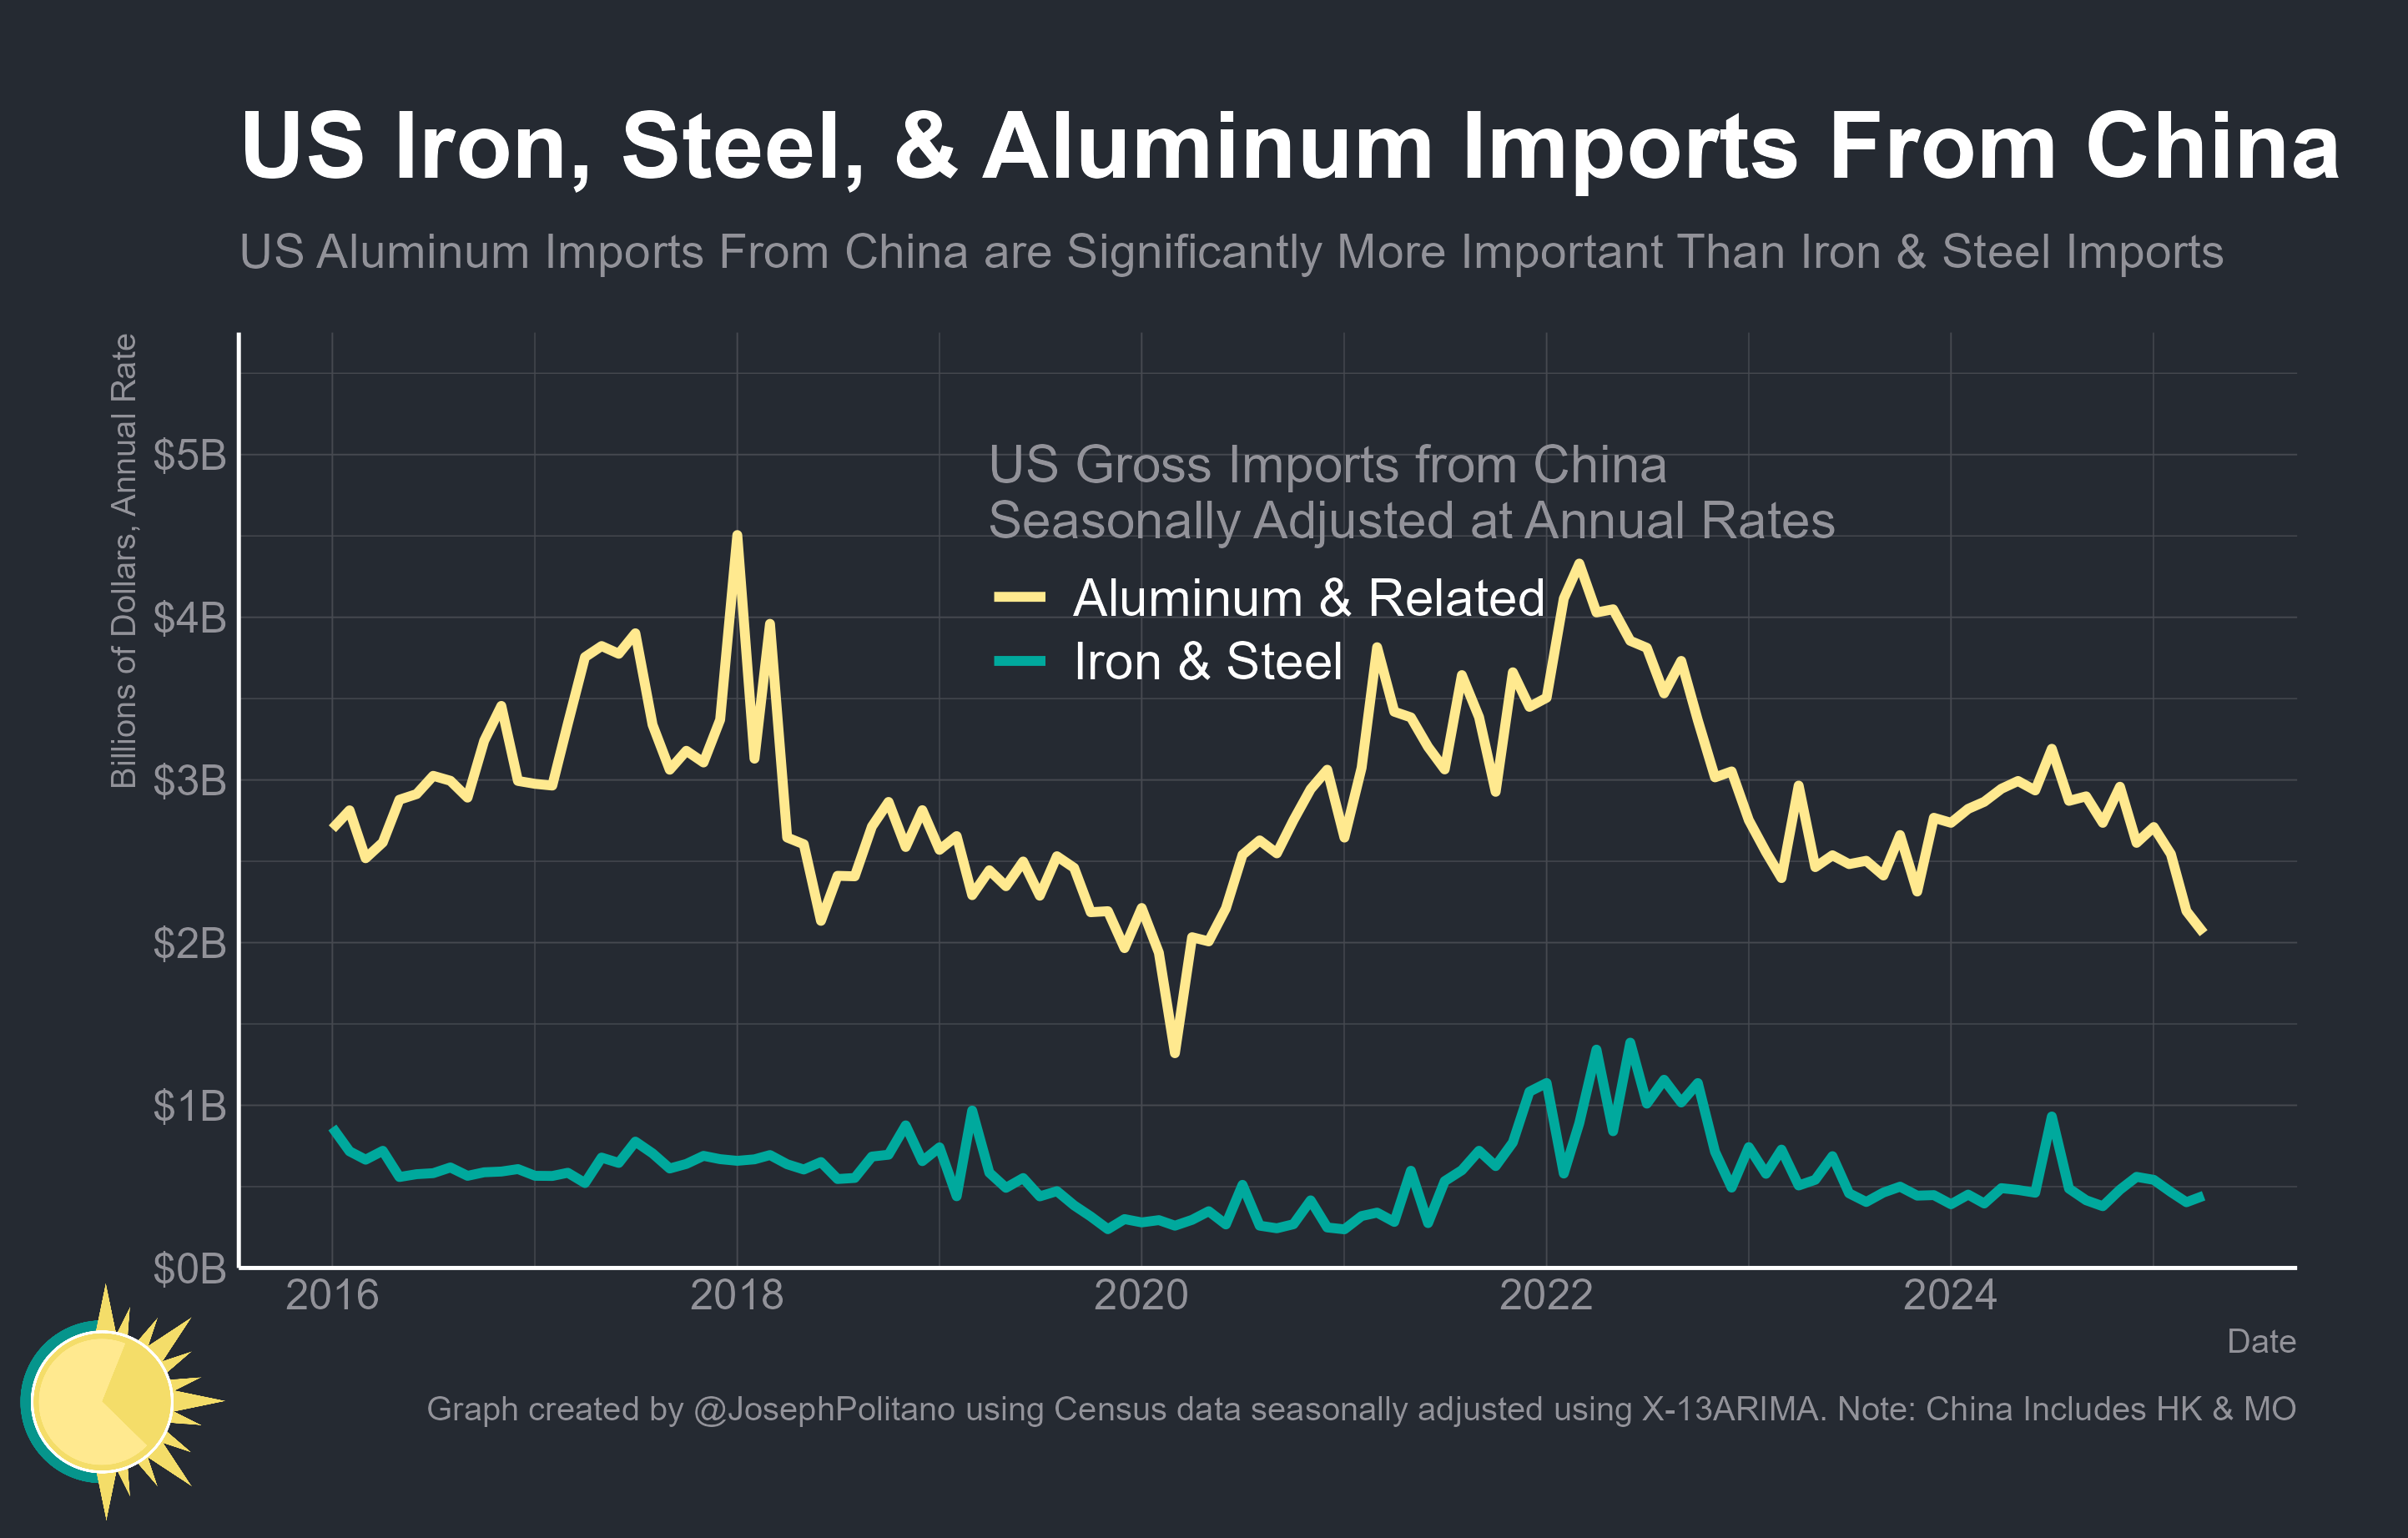 US Iron, Steel, & Aluminum Imports From China
US Aluminum Imports From China are Significantly More Important Than Iron & Steel Imports
Billions of Dollars, Annual Rate
$5B
$4B
$3B
$2B
$1B
$0B
US Gross Imports from China
Seasonally Adjusted at Annual Rates
Aluminum & Related
Iron & Steel
2016 2018 2020 2022 2024
Date
Graph created by @JosephPolitano using Census data seasonally adjusted using X-13ARIMA. Note: China Includes HK & MO